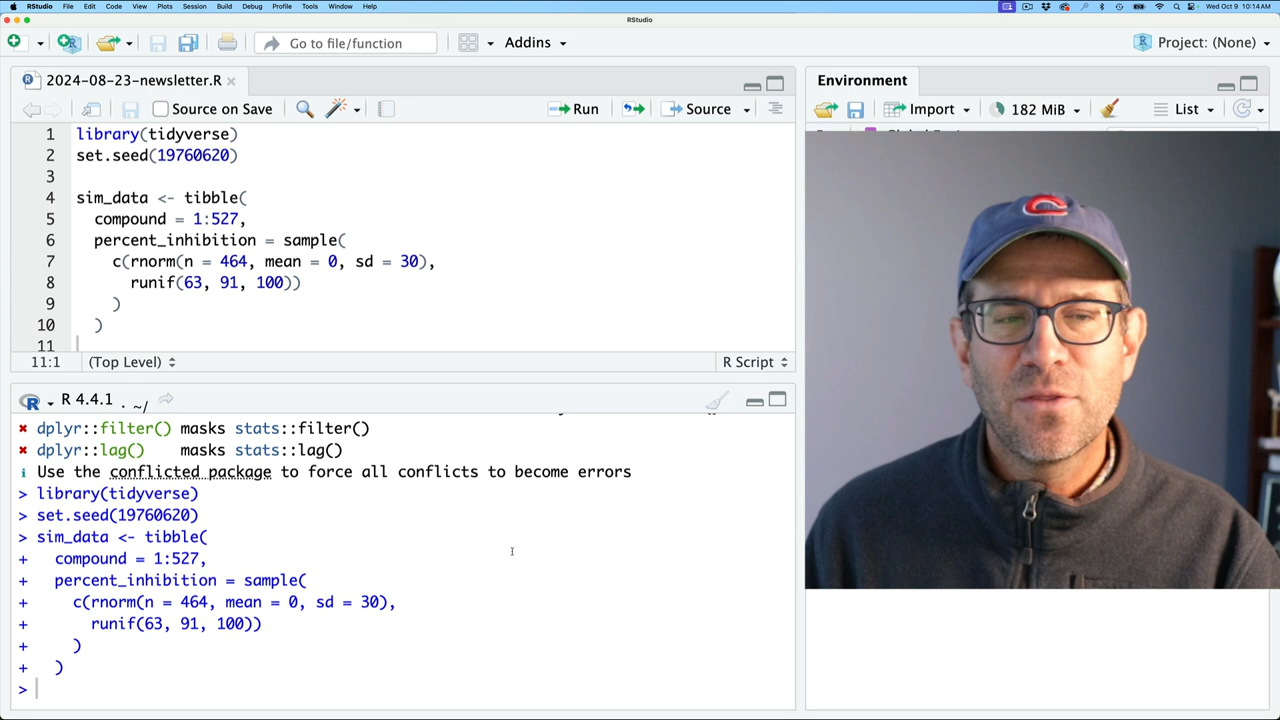 RStudio File Edit Code View Plots Session Build Debug Profile Tools Window Help Wed Oct 9 10:14 AM
RStudio
Go to file/function Addins Project: (None)
2024-08-23-newsletter.R
Source on Save Run Source
1 library(tidyverse)
2 set.seed(19760620)
3
4 sim_data <- tibble(
5 compound = 1:527,
6 percent_inhibition = sample(
7 c(rnorm(n = 464, mean = 0, sd = 30),
8 runif(63, 91, 100))
9 )
10 )
11
11:1 (Top Level) R Script
R 4.4.1 . ~/
✖ dplyr::filter() masks stats::filter()
✖ dplyr::lag() masks stats::lag()
ℹ Use the conflicted package to force all conflicts to become errors
> library(tidyverse)
> set.seed(19760620)
> sim_data <- tibble(
+ compound = 1:527,
+ percent_inhibition = sample(
+ c(rnorm(n = 464, mean = 0, sd = 30),
+ runif(63, 91, 100))
+ )
+ )
>
Environment
Import 182 MiB List
C